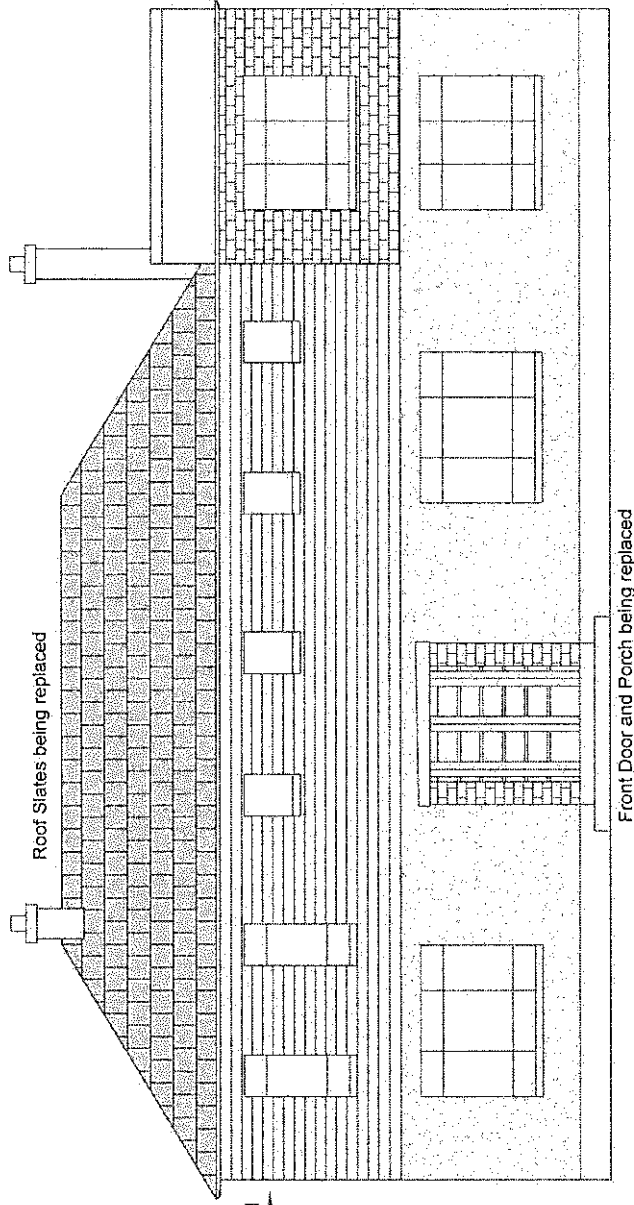 Roof Slates being replaced
Front Door and Porch being replaced